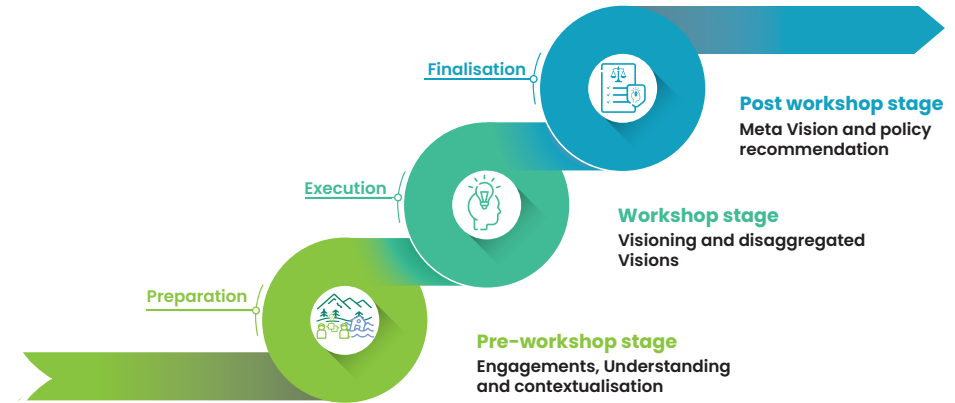 Finalisation
Post workshop stage
Meta Vision and policy
recommendation
Execution
Workshop stage
Visioning and disaggregated
Visions
Preparation
Pre-workshop stage
Engagements, Understanding
and contextualisation